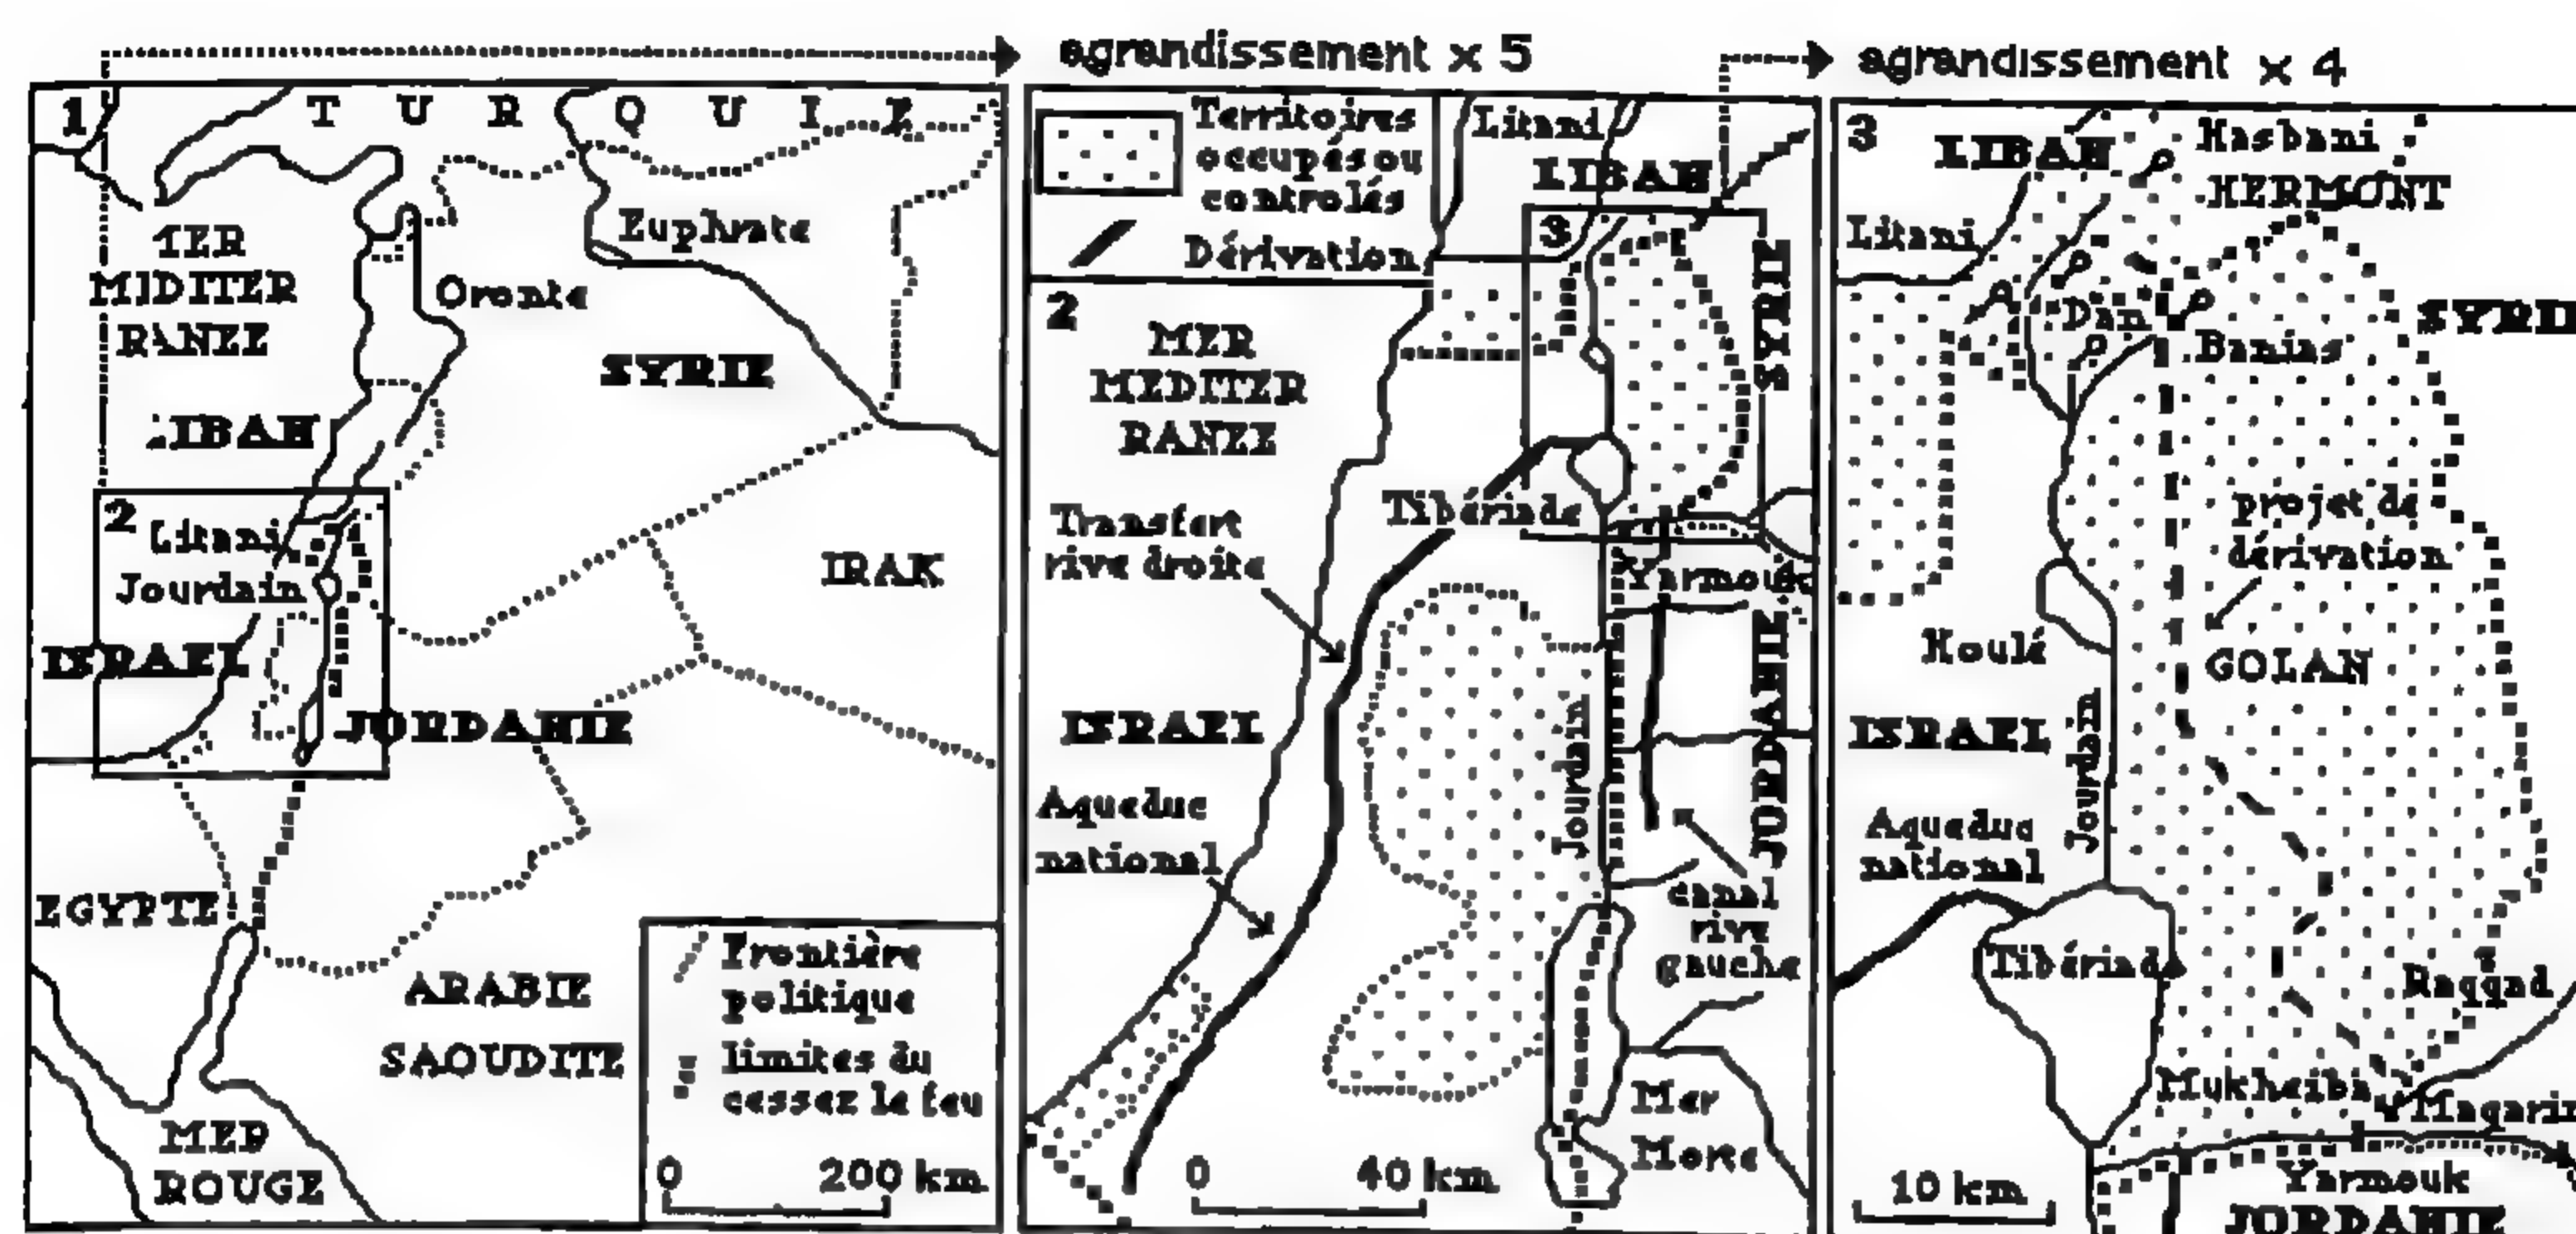 agrandissement x 5
agrandissement x 4
1
T U R Q U I E
1ER
MIDITER
RANEE
Euphrate
Oronte
SYRIE
LIBAN
2
Litani
Jourdain
IRAK
ISRAEL
JORDANIE
EGYPTE
ARABIE
SAOUDITE
MER
ROUGE
Frontière
politique
limites du
cessez le feu
0 200 km
Territoires
occupés ou
controlés
Dérivation
Litani
LIBAN
3
SYRIE
2
MER
MEDITER
RANEE
Transfert
rive droite
Tibériade
Yarmouk
ISRAEL
Jourdain
JORDANIE
Aqueduc
national
canal
rive
gauche
Mer
Morte
0 40 km
3
LIBAN
Hasbani
HERMONT
Litani
Dan
SYRIE
Banias
projet de
dérivation
Houlé
GOLAN
ISRAEL
Jourdain
Aqueduc
national
Tibériade
Raqqad
Mukheiba
Maqarin
Yarmouk
10 km
JORDANIE